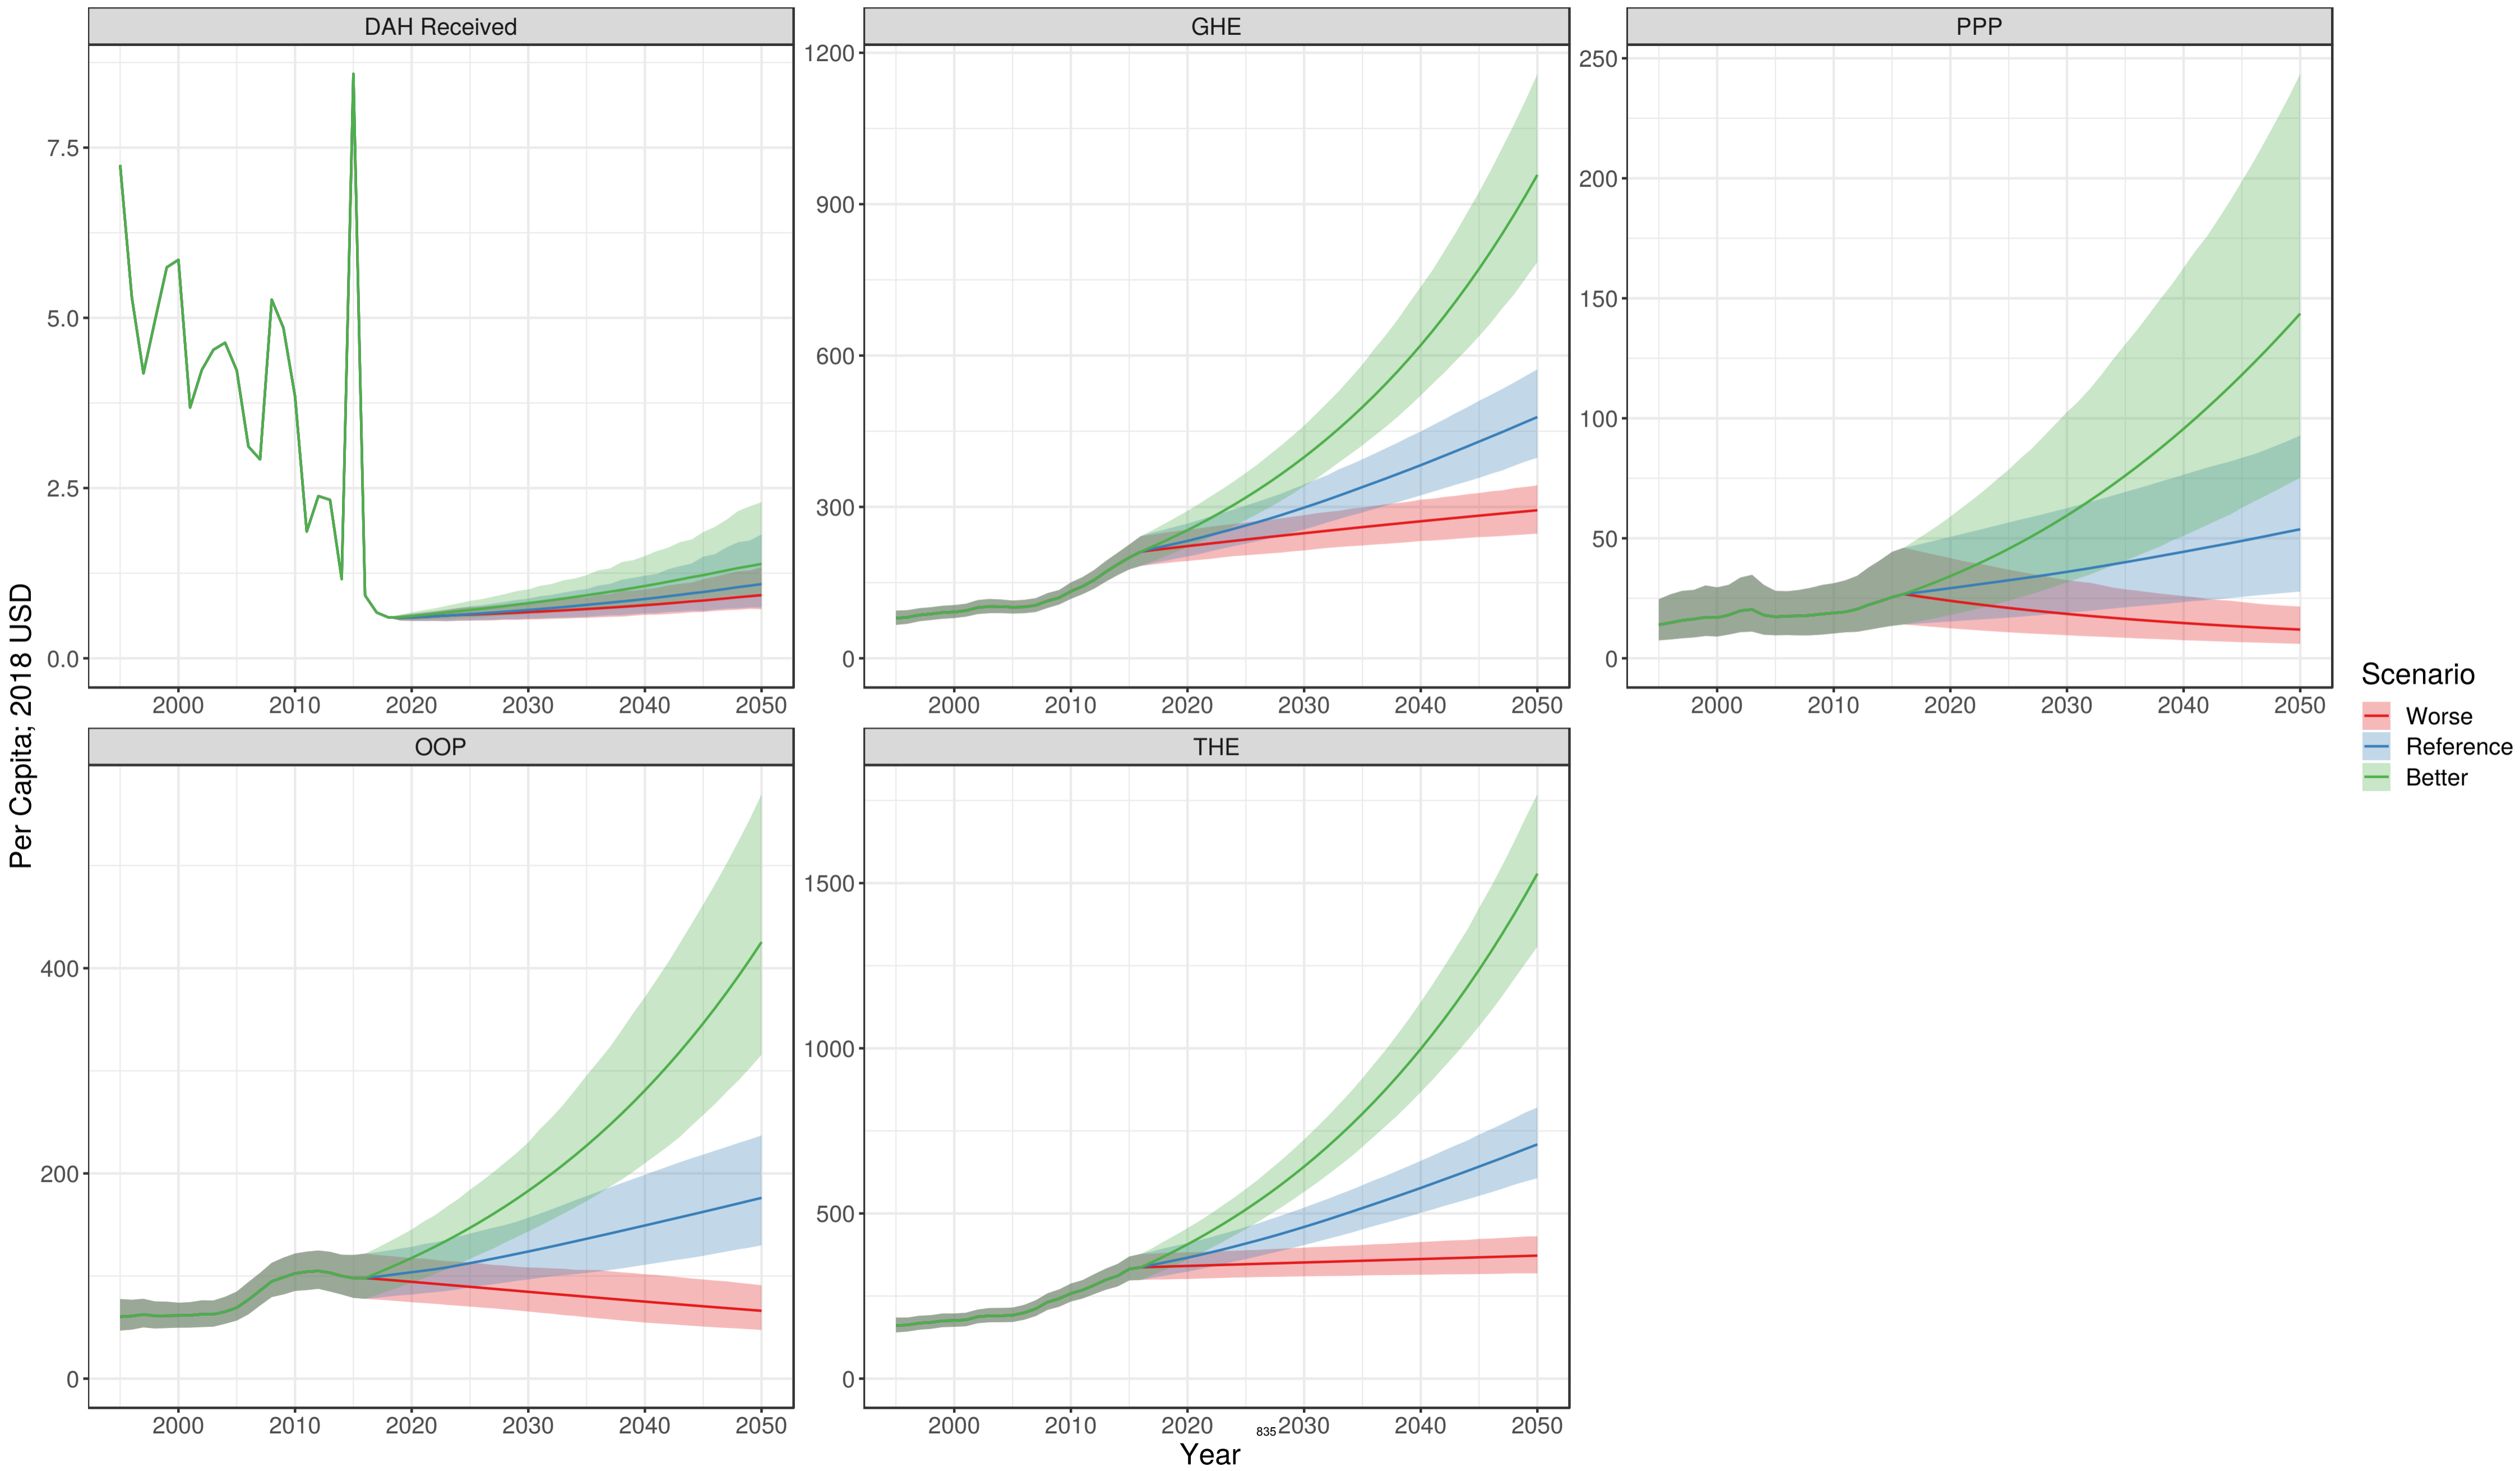 DAH Received
GHE
PPP
7.5
5.0
2.5
0.0
1200
900
600
300
0
250
200
150
100
50
0
2000 2010 2020 2030 2040 2050
2000 2010 2020 2030 2040 2050
2000 2010 2020 2030 2040 2050
Per Capita; 2018 USD
OOP
THE
400
200
0
1500
1000
500
0
2000 2010 2020 2030 2040 2050
2000 2010 2020 2030 2040 2050
835
Year
Scenario
Worse
Reference
Better